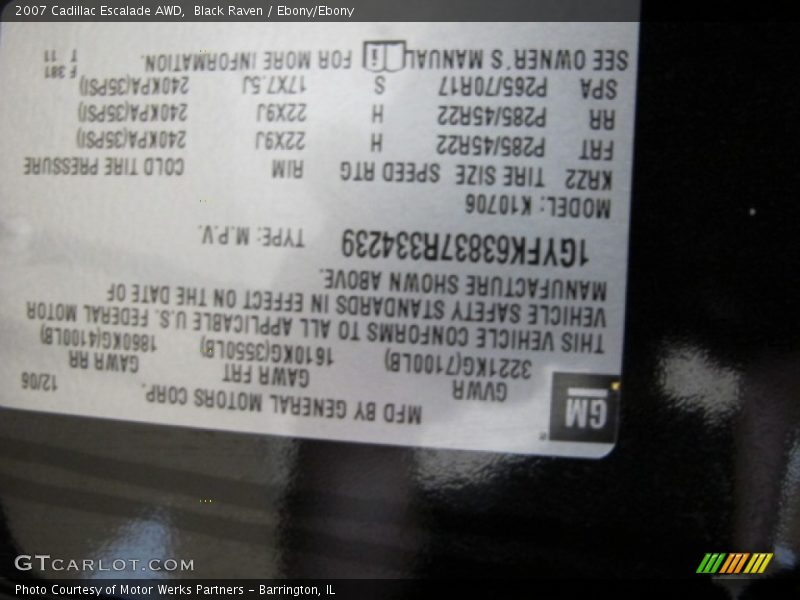 2007 Cadillac Escalade AWD, Black Raven / Ebony/Ebony
GM
MFD BY GENERAL MOTORS CORP. 12/06
GVWR GAWR FRT GAWR RR
3221KG(7100LB) 1610KG(3550LB) 1860KG(4100LB)
THIS VEHICLE CONFORMS TO ALL APPLICABLE U.S. FEDERAL MOTOR
VEHICLE SAFETY STANDARDS IN EFFECT ON THE DATE OF
MANUFACTURE SHOWN ABOVE.
1GYFK63837R334239 TYPE: M.P.V.
MODEL: K10706
KRZZ TIRE SIZE SPEED RTG RIM COLD TIRE PRESSURE
FRT P285/45R22 H 22X9J 240KPA(35PSI)
RR P285/45R22 H 22X9J 240KPA(35PSI)
SPA P265/70R17 S 17X7.5J 240KPA(35PSI)
SEE OWNER'S MANUAL i FOR MORE INFORMATION.
F 381
T 11
GTCARLOT.COM
Photo Courtesy of Motor Werks Partners - Barrington, IL